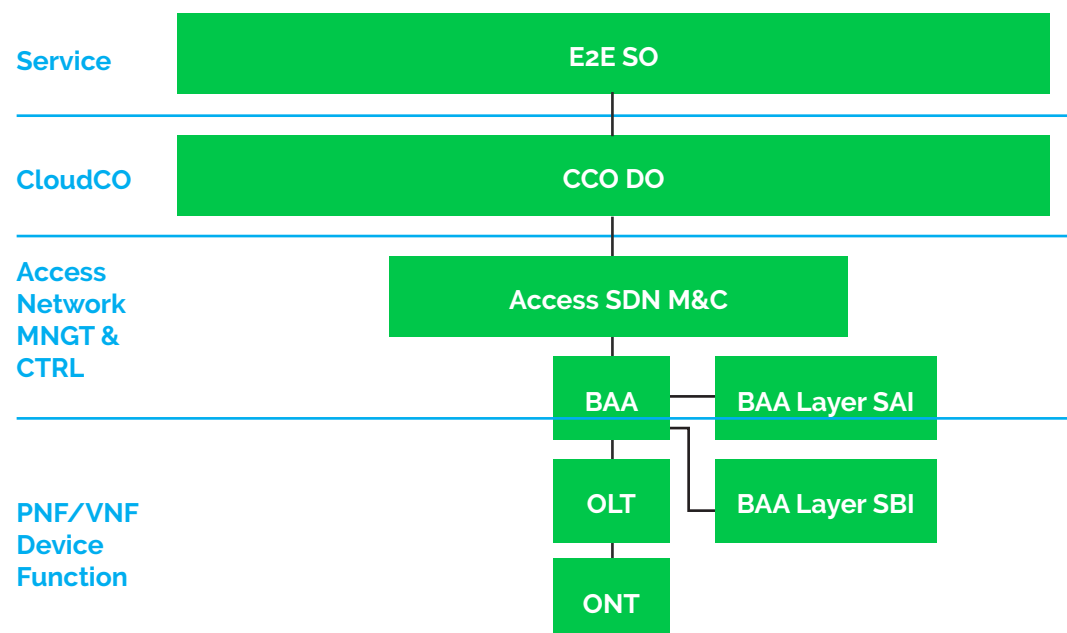 Service
E2E SO
CloudCO
CCO DO
Access
Network
MNGT &
CTRL
Access SDN M&C
BAA
BAA Layer SAI
PNF/VNF
Device
Function
OLT
BAA Layer SBI
ONT